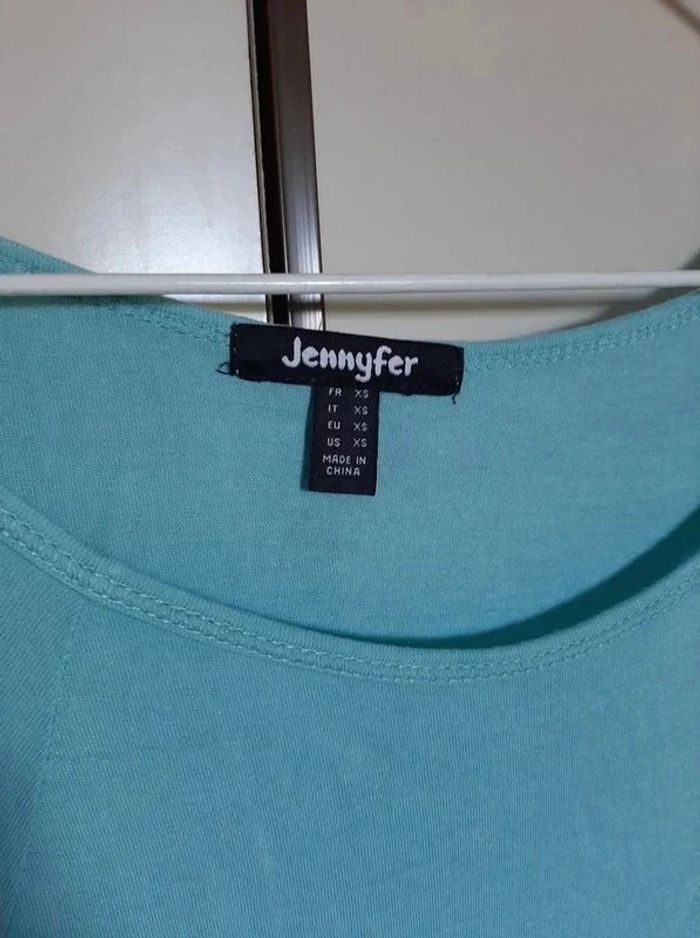 Jennyfer
FR XS
IT XS
EU XS
US XS
MADE IN
CHINA